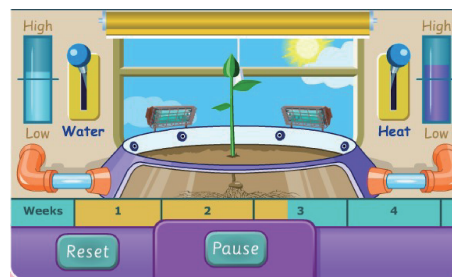 High
High
Low Water
Heat Low
Weeks 1 2 3 4
Reset
Pause